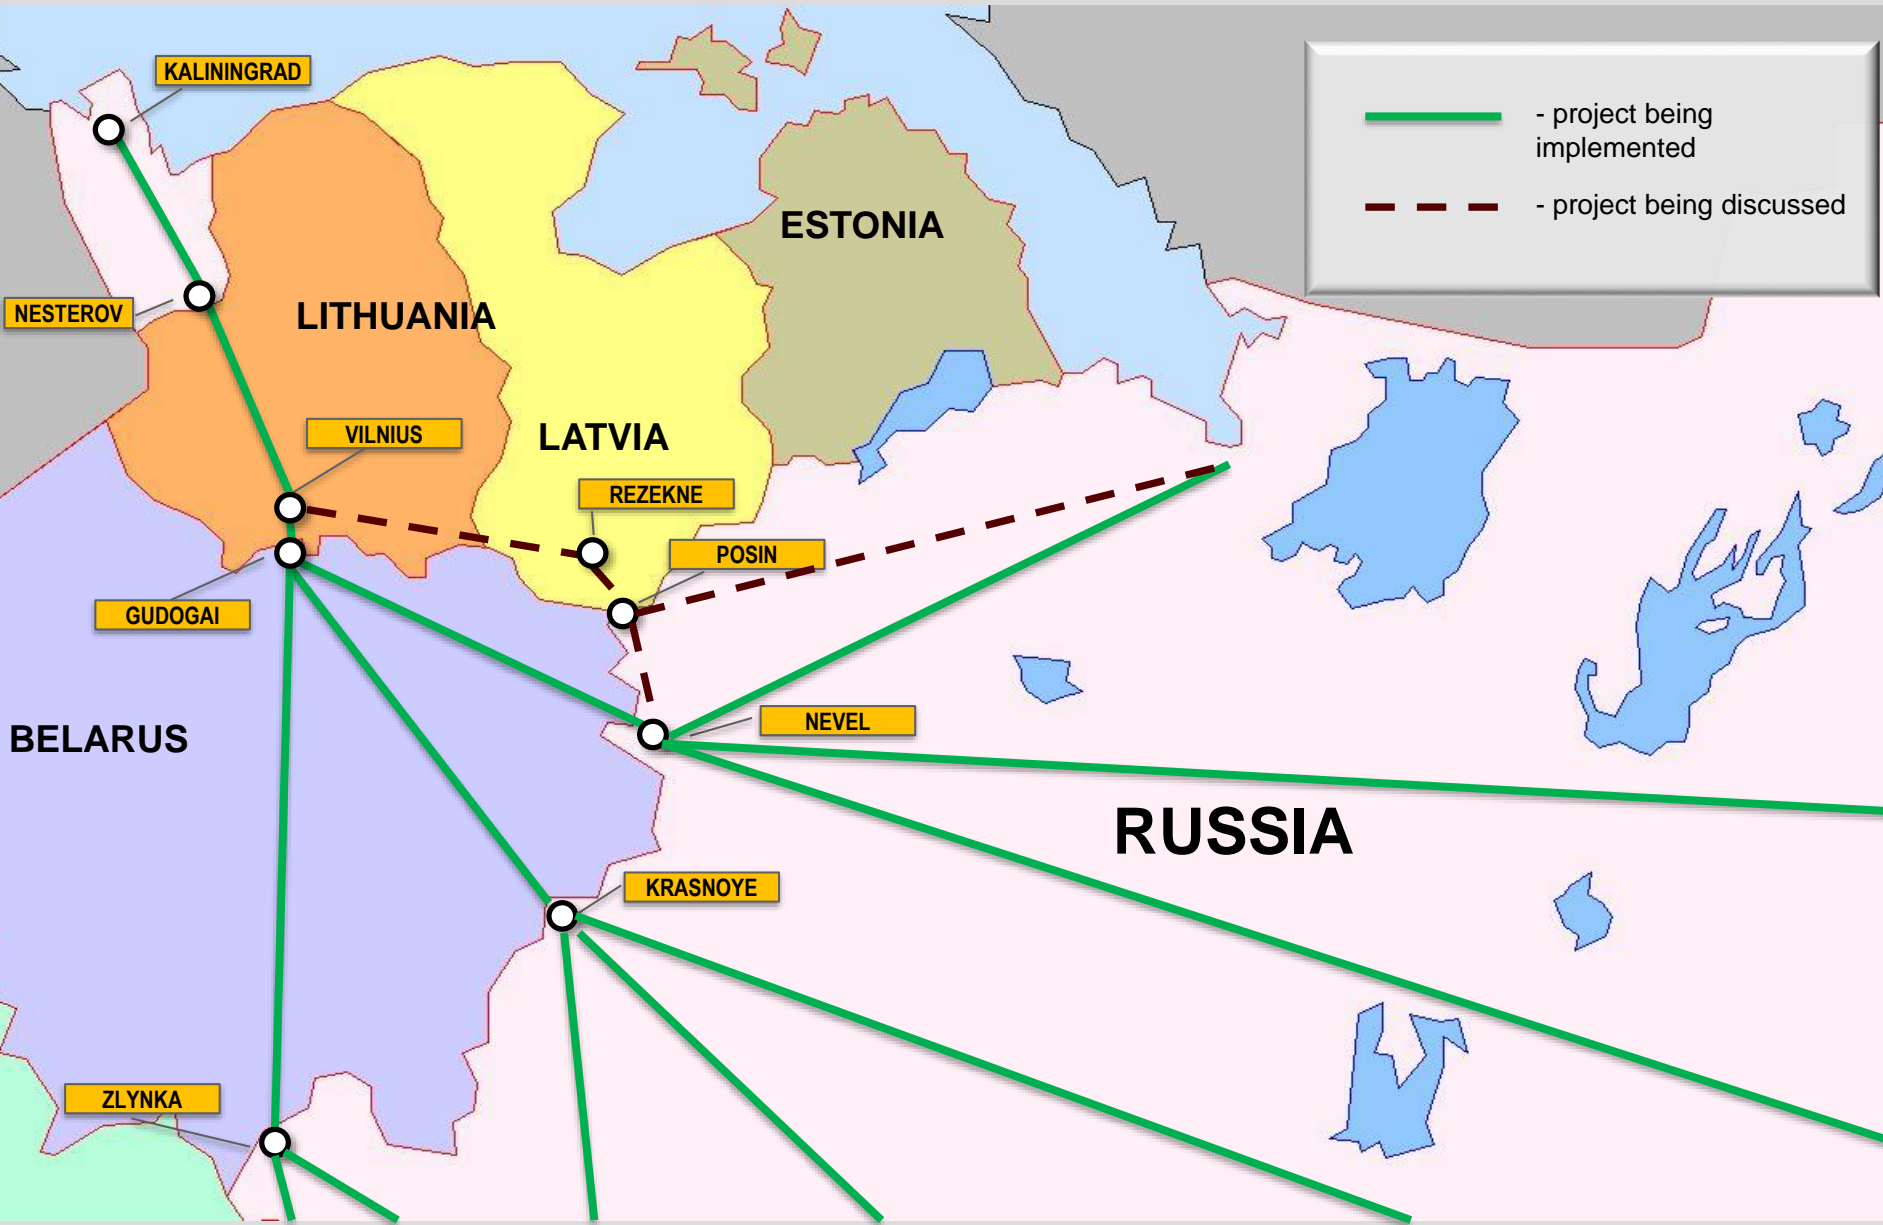 KALININGRAD
- project being
implemented
- project being discussed
ESTONIA
NESTEROV
LITHUANIA
VILNIUS
LATVIA
REZEKNE
POSIN
GUDOGAI
NEVEL
BELARUS
RUSSIA
KRASNOYE
ZLYNKA